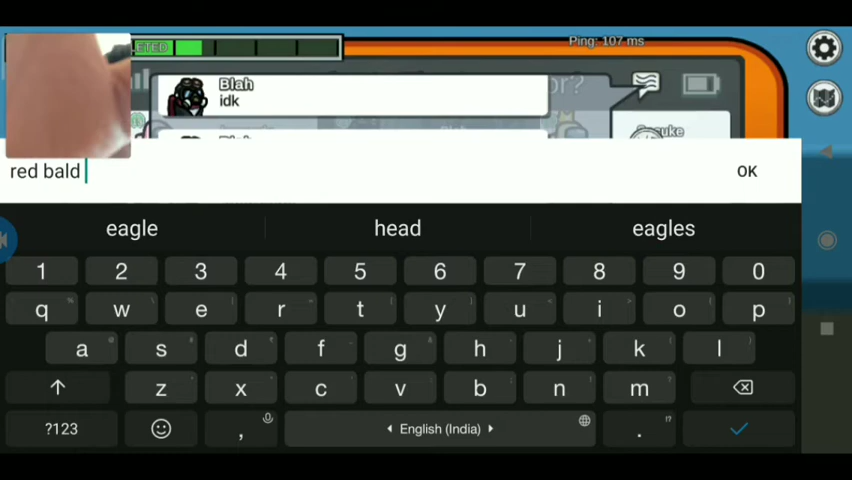 LETED
Ping: 107 ms
or?
Blah
idk
red bald
OK
eagle head eagles
1 2 3 4 5 6 7 8 9 0
q w e r t y u i o p
a s d f g h j k l
z x c v b n m
?123 , English (India) .